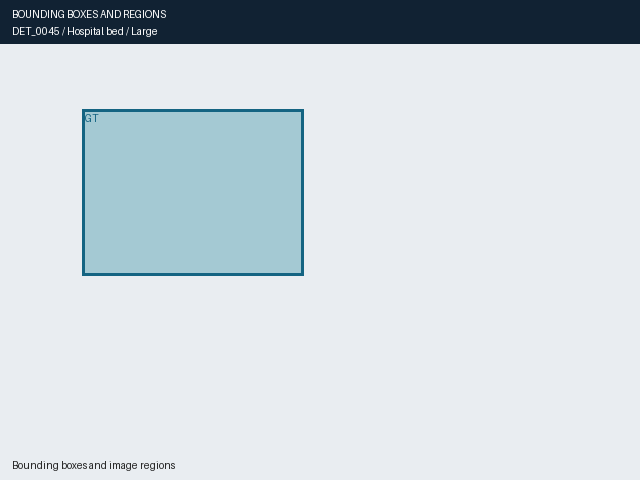 BOUNDING BOXES AND REGIONS
DET_0045 / Hospital bed / Large
GT
Bounding boxes and image regions